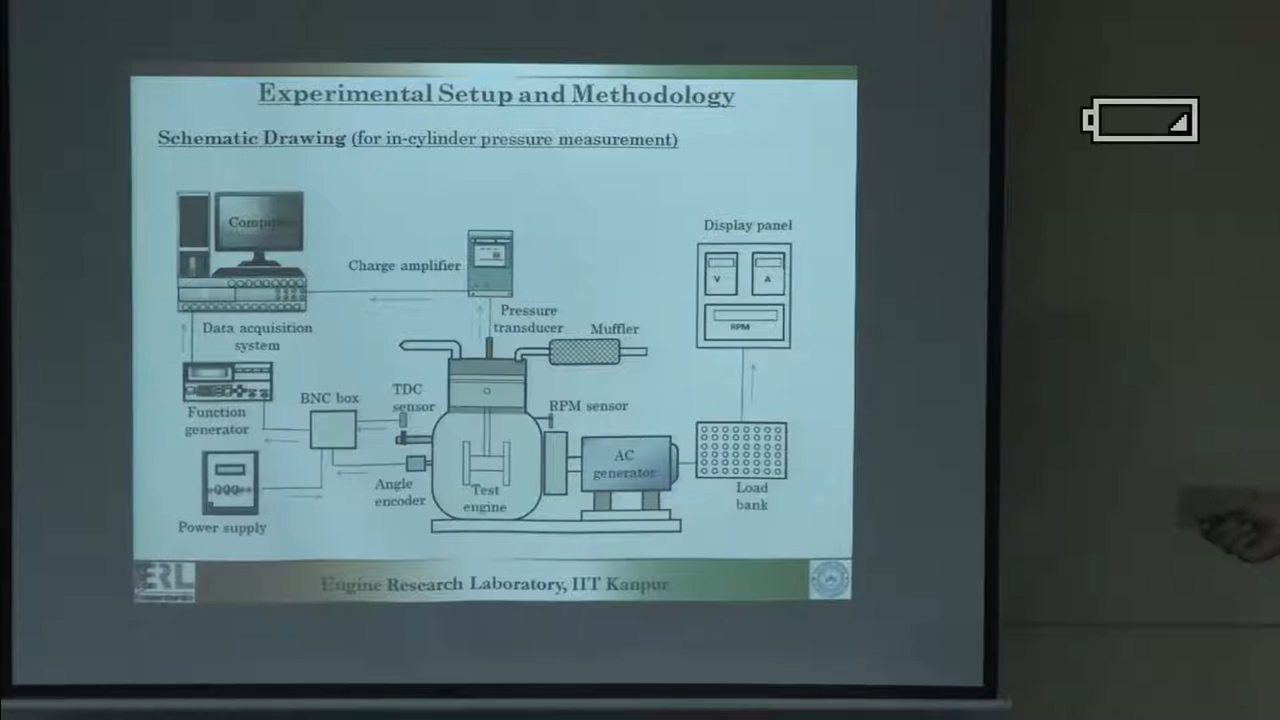 Experimental Setup and Methodology
Schematic Drawing (for in-cylinder pressure measurement)
Computer
Display panel
Charge amplifier
V
A
Pressure
transducer
Muffler
RPM
Data acquisition
system
TDC
sensor
BNC box
RPM sensor
Function
generator
AC
generator
Angle
encoder
Test
engine
Load
bank
Power supply
ERL
Engine Research Laboratory, IIT Kanpur